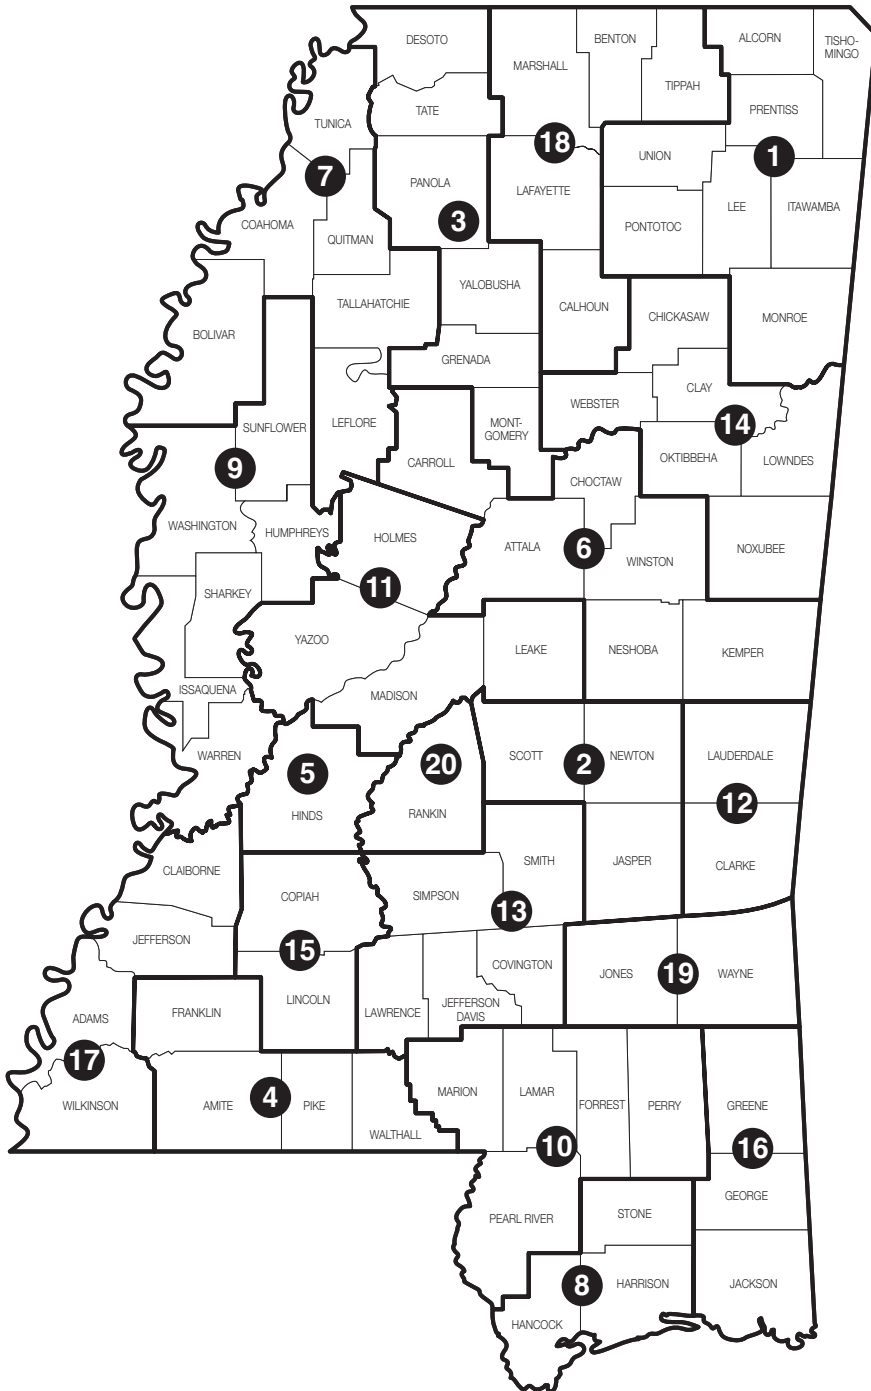 DESOTO
BENTON
ALCORN
TISHO-
MINGO
MARSHALL
TIPPAH
TATE
PRENTISS
TUNICA
18
UNION
1
7
PANOLA
LAFAYETTE
3
LEE
ITAWAMBA
COAHOMA
QUITMAN
PONTOTOC
YALOBUSHA
TALLAHATCHIE
CALHOUN
CHICKASAW
MONROE
BOLIVAR
GRENADA
CLAY
WEBSTER
SUNFLOWER
LEFLORE
MONT-
GOMERY
14
OKTIBBEHA
LOWNDES
9
CARROLL
CHOCTAW
WASHINGTON
HUMPHREYS
HOLMES
ATTALA
6
WINSTON
NOXUBEE
SHARKEY
11
YAZOO
LEAKE
NESHOBA
KEMPER
ISSAQUENA
MADISON
WARREN
5
20
SCOTT
2
NEWTON
LAUDERDALE
HINDS
RANKIN
12
CLAIBORNE
SMITH
JASPER
CLARKE
COPIAH
SIMPSON
13
JEFFERSON
15
COVINGTON
JONES
19
WAYNE
LINCOLN
LAWRENCE
JEFFERSON
DAVIS
ADAMS
FRANKLIN
17
WILKINSON
AMITE
4
PIKE
WALTHALL
MARION
LAMAR
FORREST
PERRY
GREENE
10
16
GEORGE
PEARL RIVER
STONE
8
HARRISON
JACKSON
HANCOCK